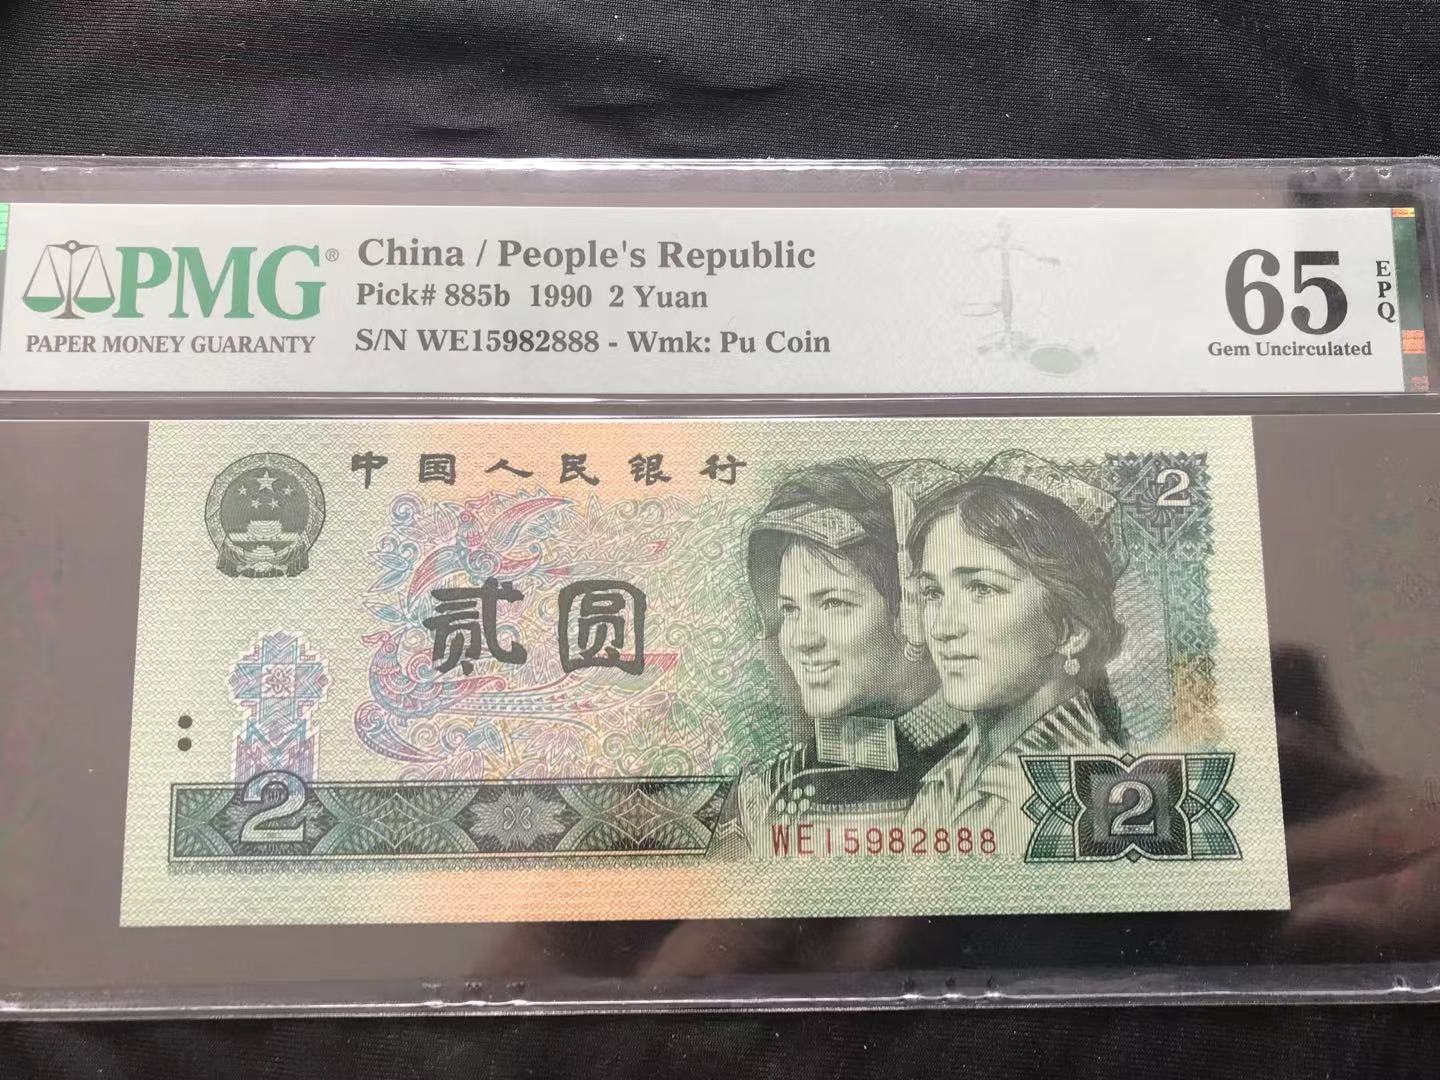 PMG®
PAPER MONEY GUARANTY
China / People's Republic
Pick# 885b 1990 2 Yuan
S/N WE15982888 - Wmk: Pu Coin
65
EPQ
Gem Uncirculated
中国人民银行
2
贰圆
2
WE15982888
2